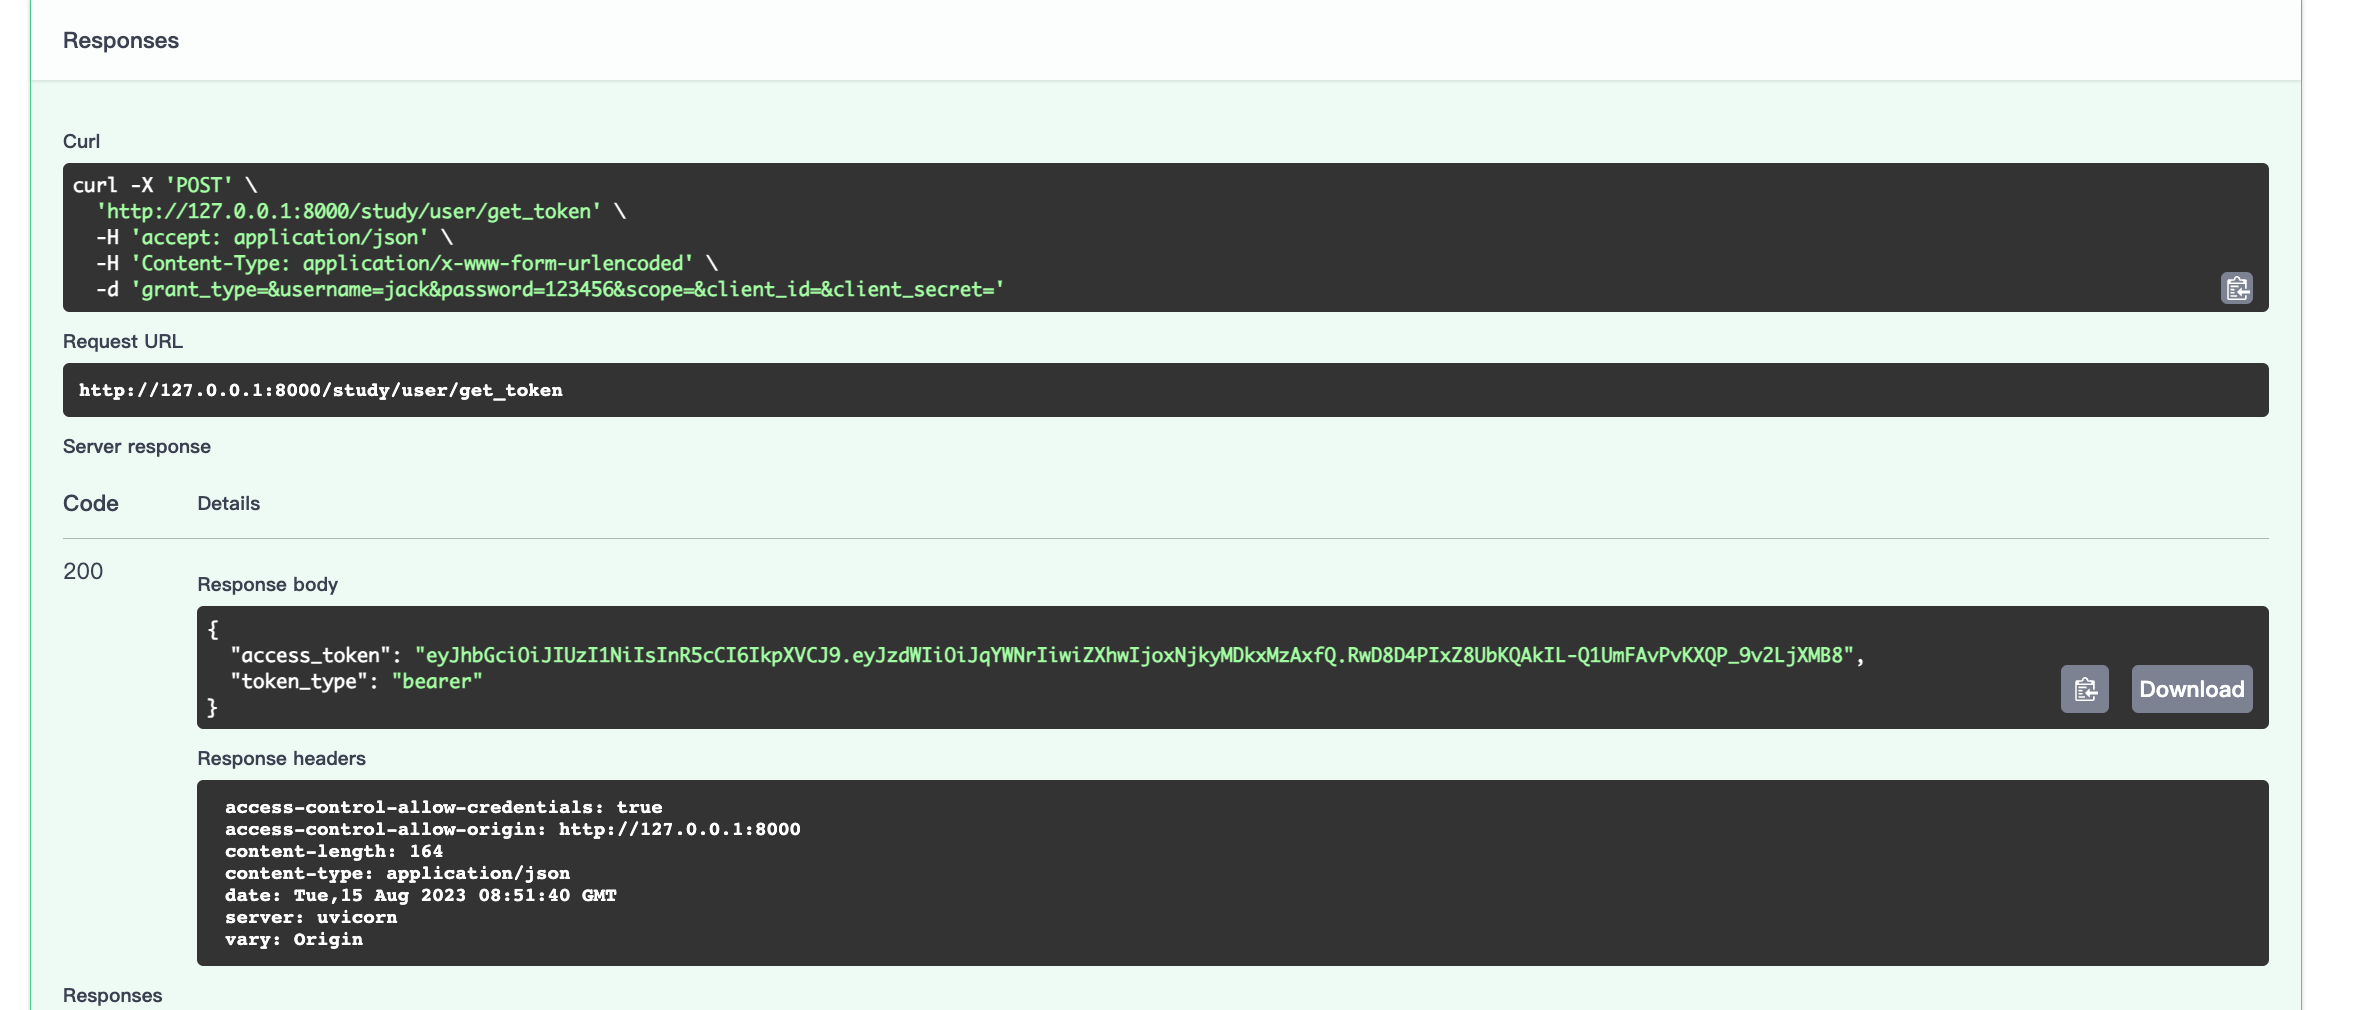 Responses
Curl
curl -X 'POST' \
  'http://127.0.0.1:8000/study/user/get_token' \
  -H 'accept: application/json' \
  -H 'Content-Type: application/x-www-form-urlencoded' \
  -d 'grant_type=&username=jack&password=123456&scope=&client_id=&client_secret='
Request URL
http://127.0.0.1:8000/study/user/get_token
Server response
Code Details
200
Response body
{
  "access_token": "eyJhbGciOiJIUzI1NiIsInR5cCI6IkpXVCJ9.eyJzdWIiOiJqYWNrIiwiZXhwIjoxNjkyMDkxMzAxfQ.RwD8D4PIxZ8UbKQAkIL-Q1UmFAvPvKXQP_9v2LjXMB8",
  "token_type": "bearer"
}
Download
Response headers
access-control-allow-credentials: true
access-control-allow-origin: http://127.0.0.1:8000
content-length: 164
content-type: application/json
date: Tue,15 Aug 2023 08:51:40 GMT
server: uvicorn
vary: Origin
Responses